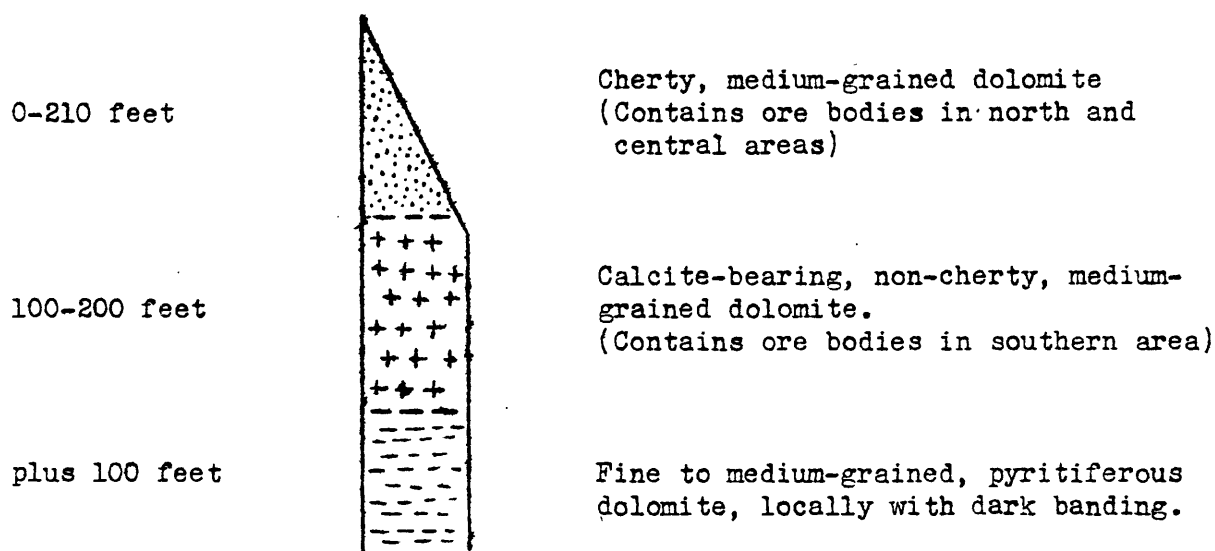 0-210 feet
Cherty, medium-grained dolomite
(Contains ore bodies in north and
central areas)
100-200 feet
Calcite-bearing, non-cherty, medium-
grained dolomite.
(Contains ore bodies in southern area)
plus 100 feet
Fine to medium-grained, pyritiferous
dolomite, locally with dark banding.